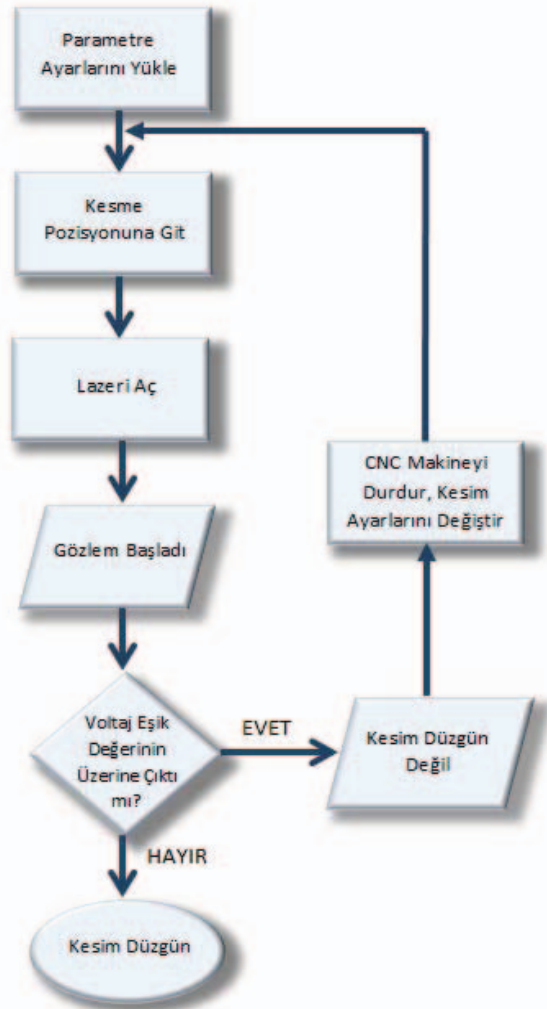 Parametre
Ayarlarını Yükle
Kesme
Pozisyonuna Git
Lazeri Aç
CNC Makineyi
Durdur, Kesim
Ayarlarını Değiştir
Gözlem Başladı
Voltaj Eşik
Değerinin
Üzerine Çıktı
mı?
EVET
Kesim Düzgün
Değil
HAYIR
Kesim Düzgün